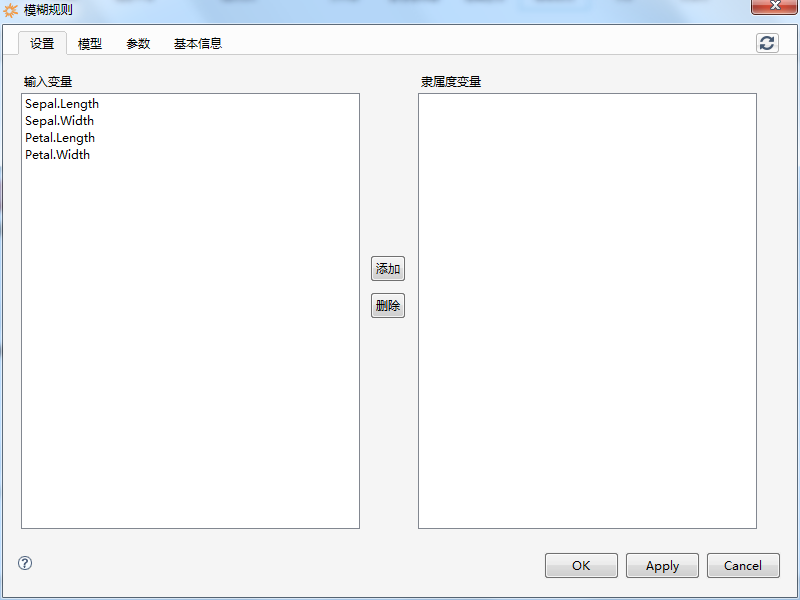 模糊规则
设置 模型 参数 基本信息
输入变量 隶属度变量
Sepal.Length
Sepal.Width
Petal.Length
Petal.Width
添加
删除
OK Apply Cancel